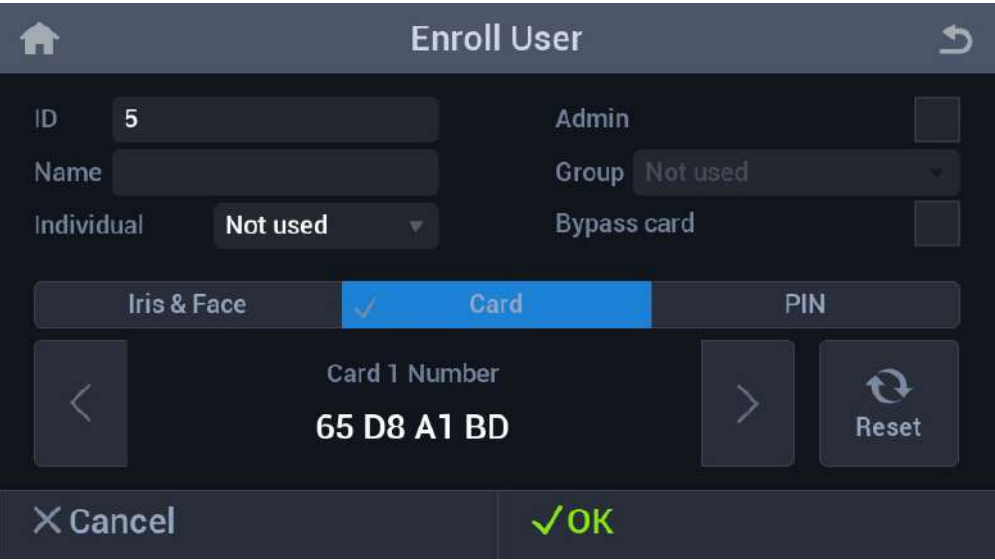 Enroll User
ID 5 Admin
Name Group Not used
Individual Not used Bypass card
Iris & Face Card PIN
Card 1 Number
65 D8 A1 BD
Reset
Cancel OK